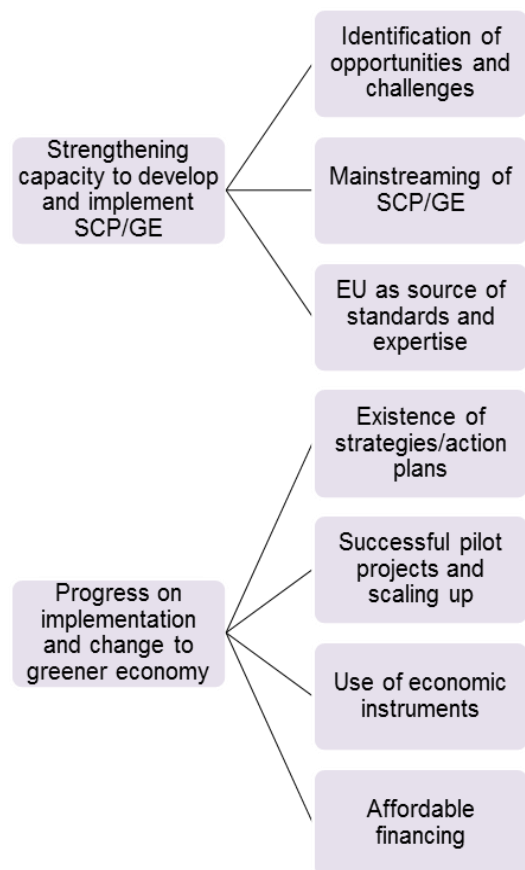 Identification of
opportunities and
challenges
Strengthening
capacity to develop
and implement
SCP/GE
Mainstreaming of
SCP/GE
EU as source of
standards and
expertise
Existence of
strategies/action
plans
Successful pilot
projects and
scaling up
Progress on
implementation
and change to
greener economy
Use of economic
instruments
Affordable
financing